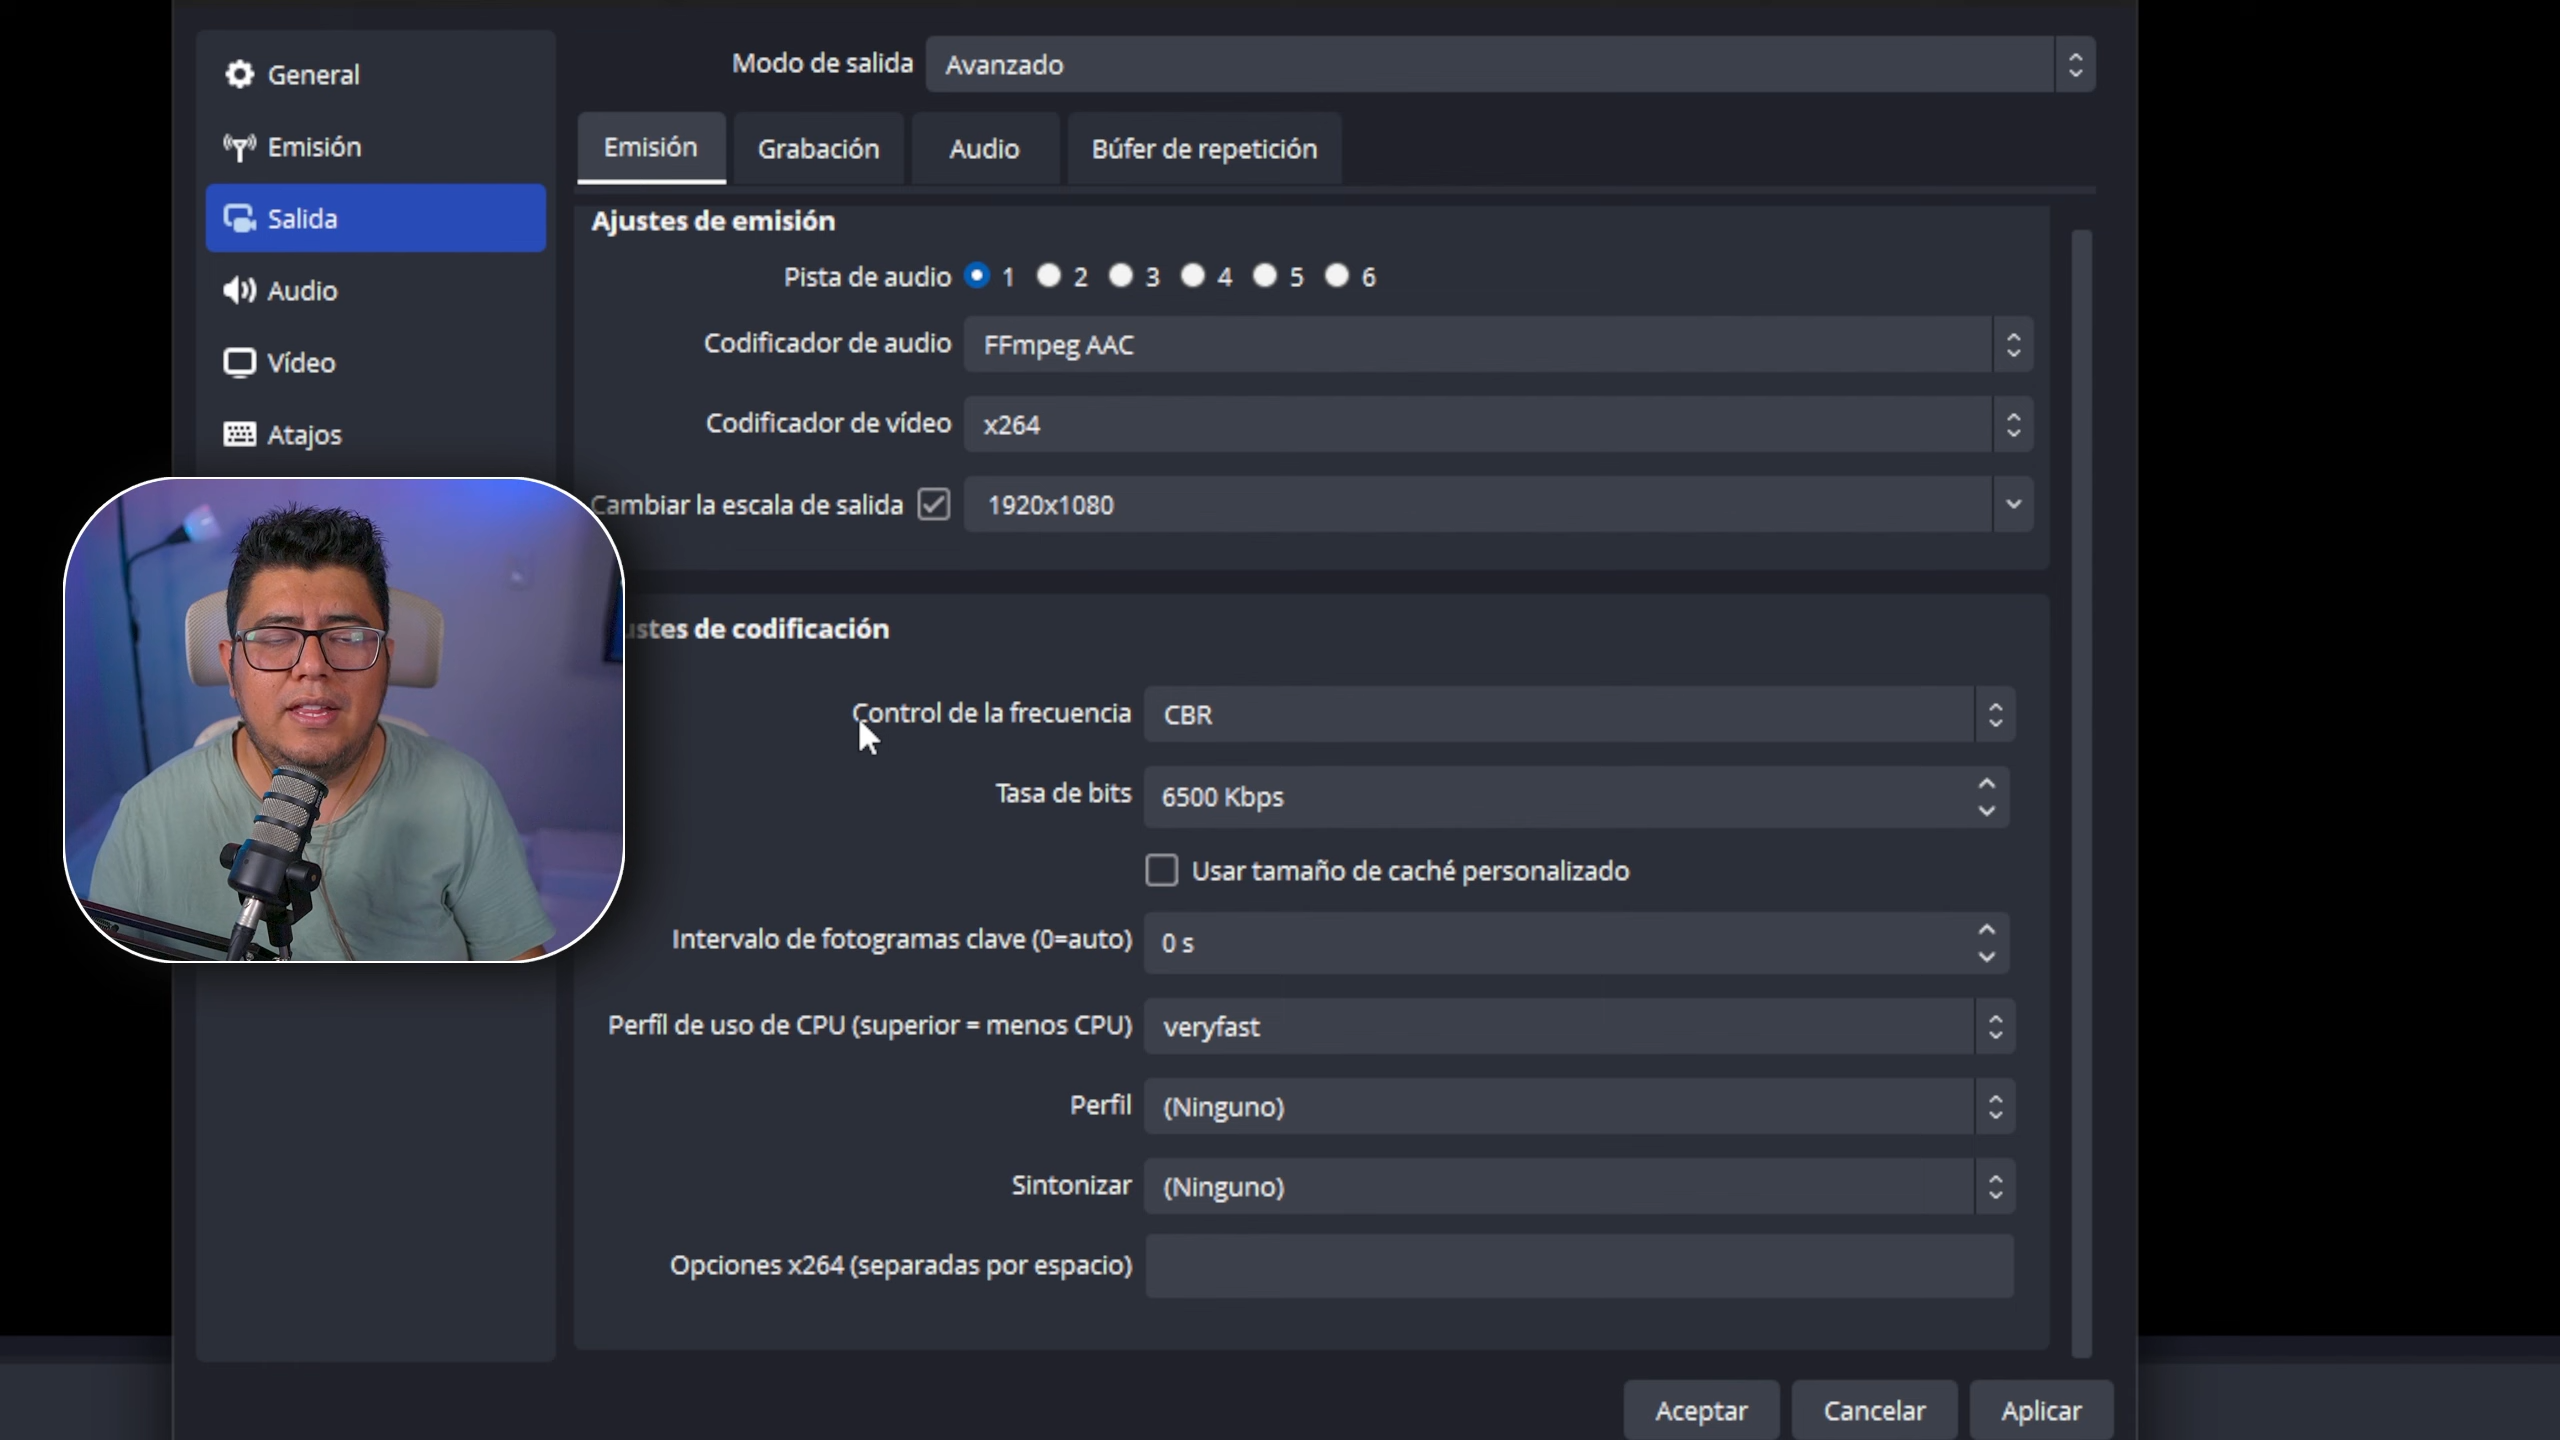 General
Emisión
Salida
Audio
Vídeo
Atajos
Modo de salida Avanzado
Emisión Grabación Audio Búfer de repetición
Ajustes de emisión
Pista de audio 1 2 3 4 5 6
Codificador de audio FFmpeg AAC
Codificador de vídeo x264
Cambiar la escala de salida 1920x1080
ustes de codificación
Control de la frecuencia CBR
Tasa de bits 6500 Kbps
Usar tamaño de caché personalizado
Intervalo de fotogramas clave (0=auto) 0 s
Perfíl de uso de CPU (superior = menos CPU) veryfast
Perfil (Ninguno)
Sintonizar (Ninguno)
Opciones x264 (separadas por espacio)
Aceptar Cancelar Aplicar